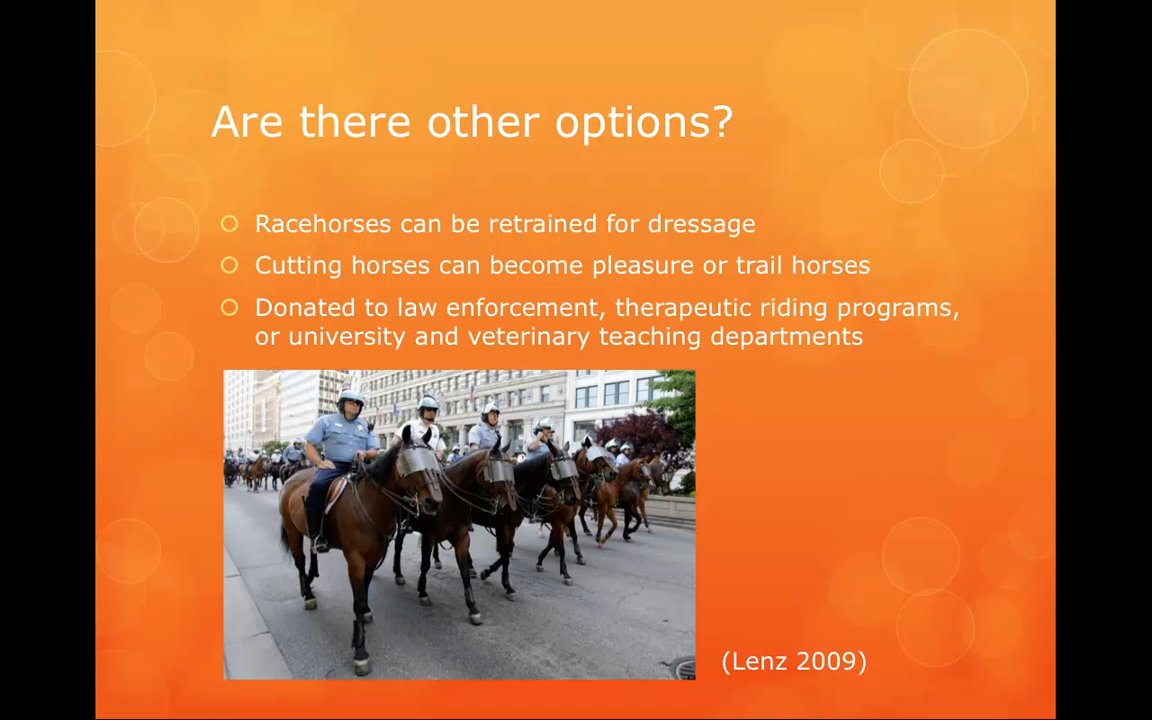 Are there other options?
Racehorses can be retrained for dressage
Cutting horses can become pleasure or trail horses
Donated to law enforcement, therapeutic riding programs,
or university and veterinary teaching departments
(Lenz 2009)